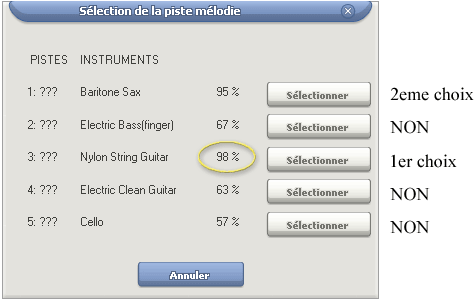 Sélection de la piste mélodie
PISTES INSTRUMENTS
1: ??? Baritone Sax 95 % Sélectionner 2eme choix
2: ??? Electric Bass(finger) 67 % Sélectionner NON
3: ??? Nylon String Guitar 98 % Sélectionner 1er choix
4: ??? Electric Clean Guitar 63 % Sélectionner NON
5: ??? Cello 57 % Sélectionner NON
Annuler